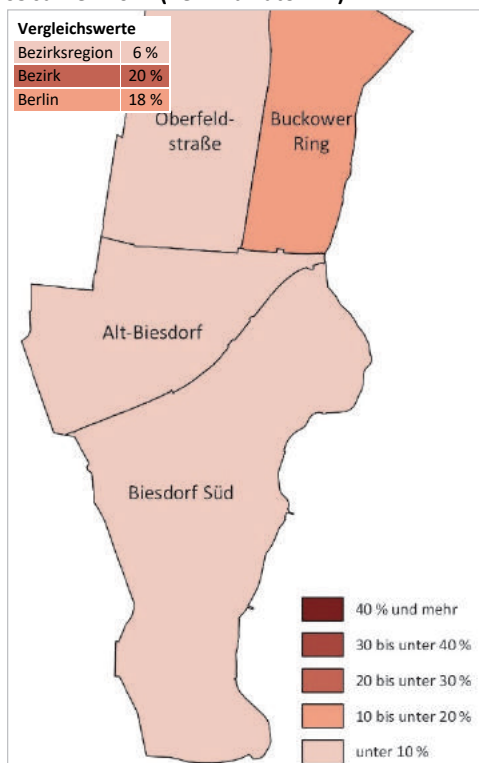 Vergleichswerte
Bezirksregion 6 %
Bezirk 20 %
Berlin 18 %
Oberfeld-
straße
Buckower
Ring
Alt-Biesdorf
Biesdorf Süd
40 % und mehr
30 bis unter 40 %
20 bis unter 30 %
10 bis unter 20 %
unter 10 %